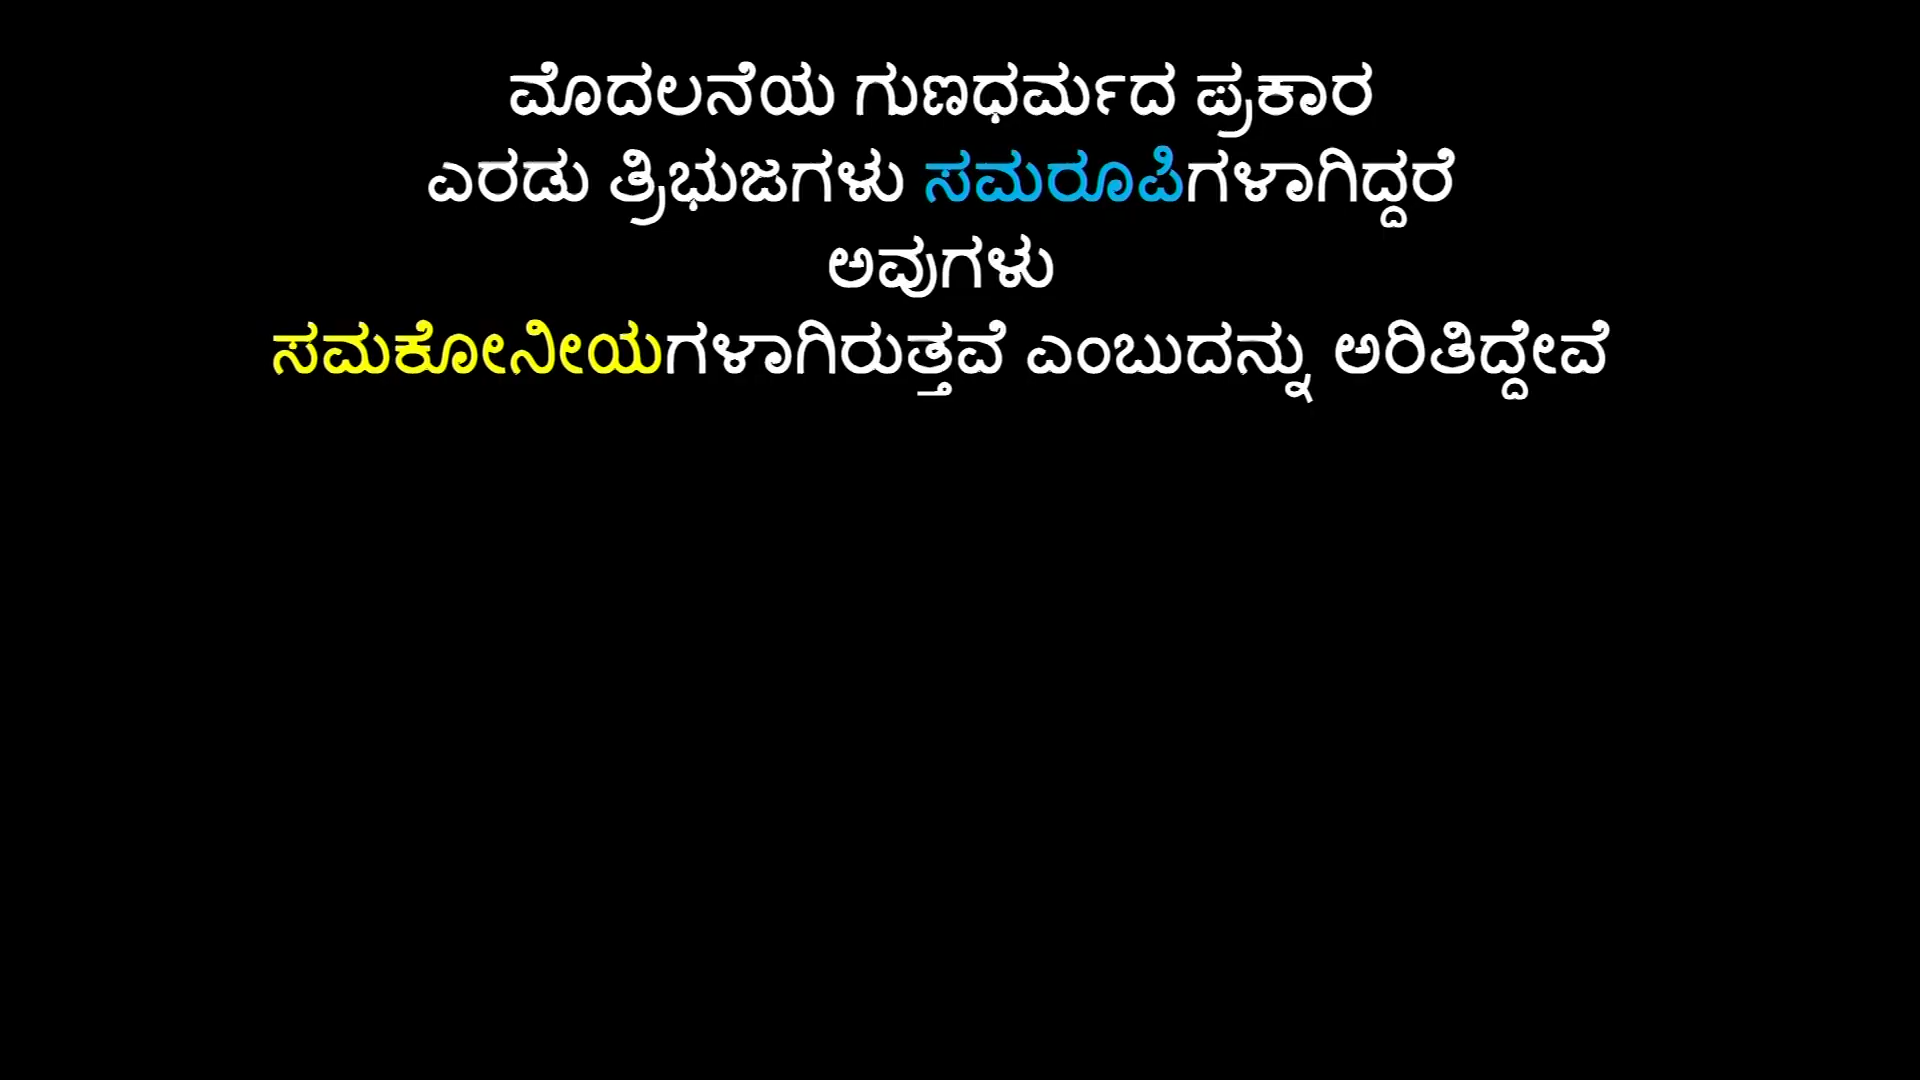 ಮೊದಲನೆಯ ಗುಣಧರ್ಮದ ಪ್ರಕಾರ
ಎರಡು ತ್ರಿಭುಜಗಳು ಸಮರೂಪಿಗಳಾಗಿದ್ದರೆ
ಅವುಗಳು
ಸಮಕೋನೀಯಗಳಾಗಿರುತ್ತವೆ ಎಂಬುದನ್ನು ಅರಿತಿದ್ದೇವೆ